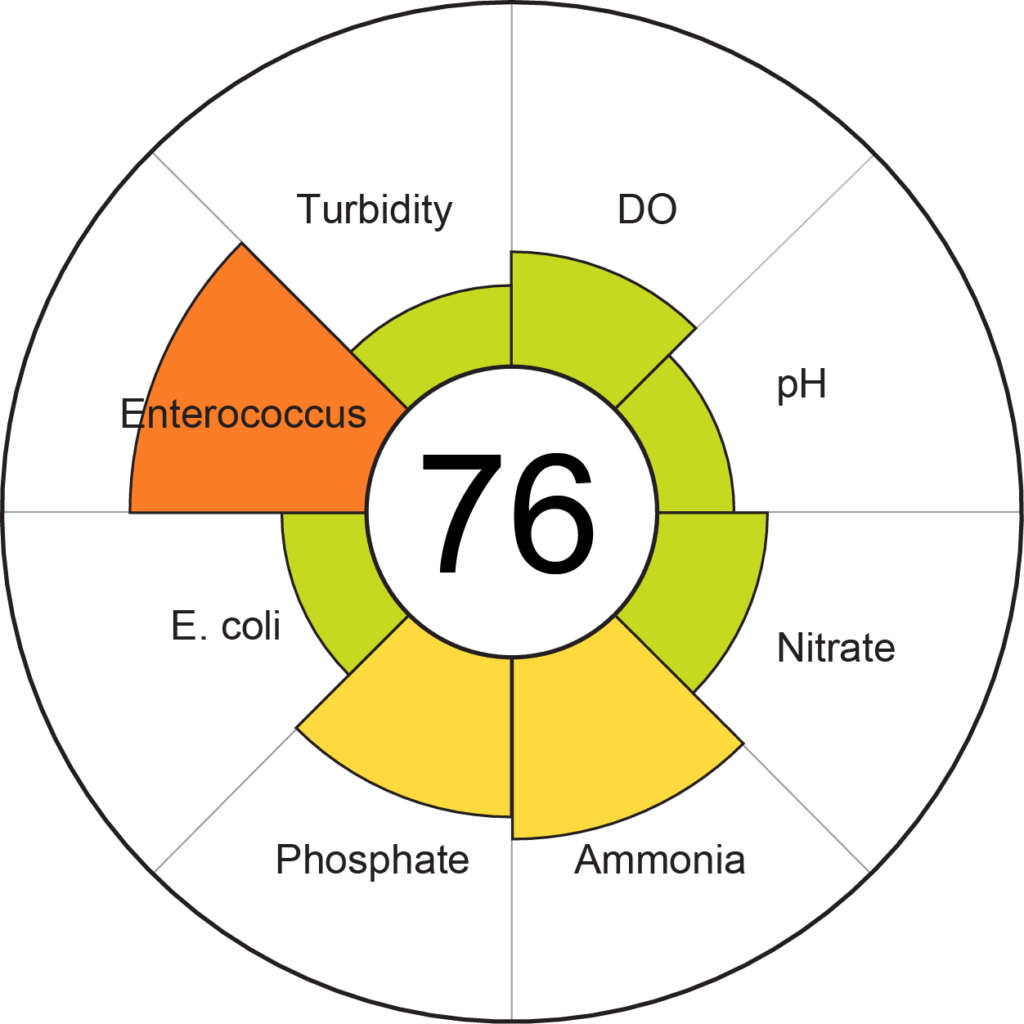 Turbidity
DO
pH
Enterococcus
76
E. coli
Nitrate
Phosphate
Ammonia